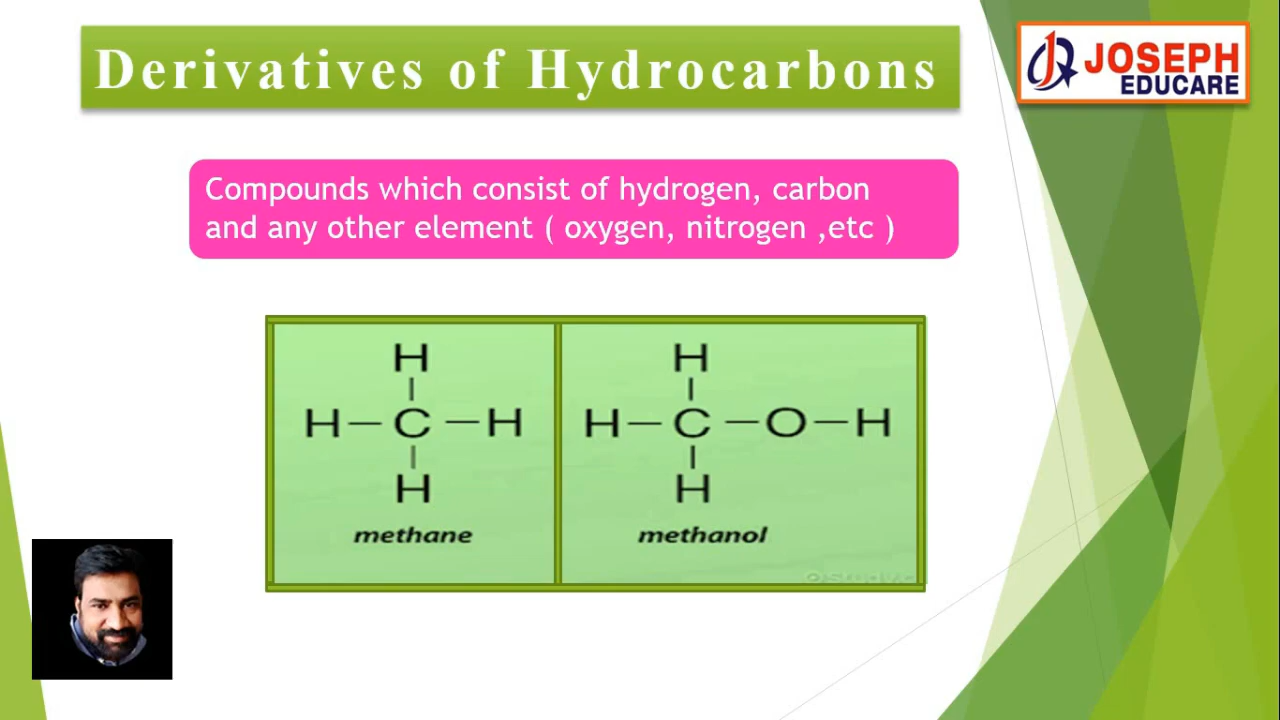 Derivatives of Hydrocarbons
JOSEPH
EDUCARE
Compounds which consist of hydrogen, carbon
and any other element ( oxygen, nitrogen ,etc )
H
H–C–H
H
methane
H
H–C–O–H
H
methanol